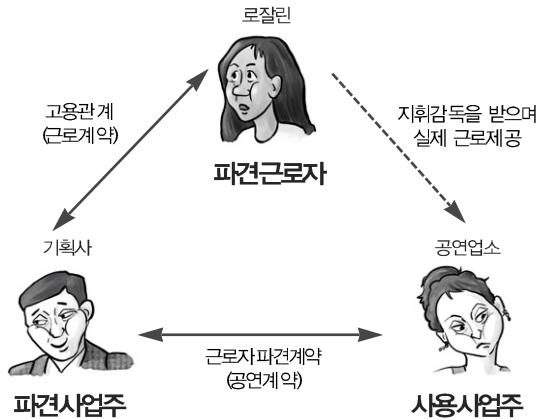 로잘린
고용관계
(근로계약)
지휘감독을 받으며
실제 근로제공
파견근로자
기획사
공연업소
근로자파견계약
(공연계약)
파견사업주
사용사업주